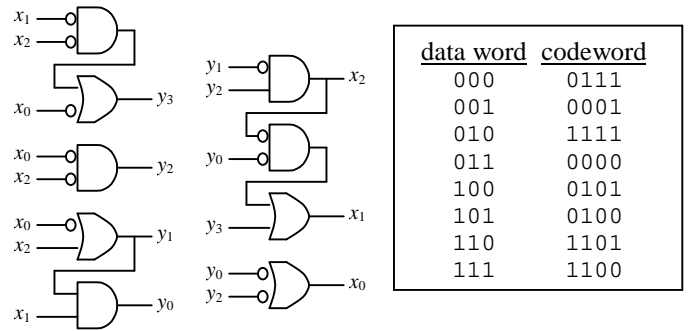 x₁
x₂
x₀
y₃
x₀
x₂
y₂
x₀
x₂
y₁
x₁
y₀
y₁
y₂
x₂
y₀
y₃
x₁
y₀
y₂
x₀
data word codeword
000 0111
001 0001
010 1111
011 0000
100 0101
101 0100
110 1101
111 1100